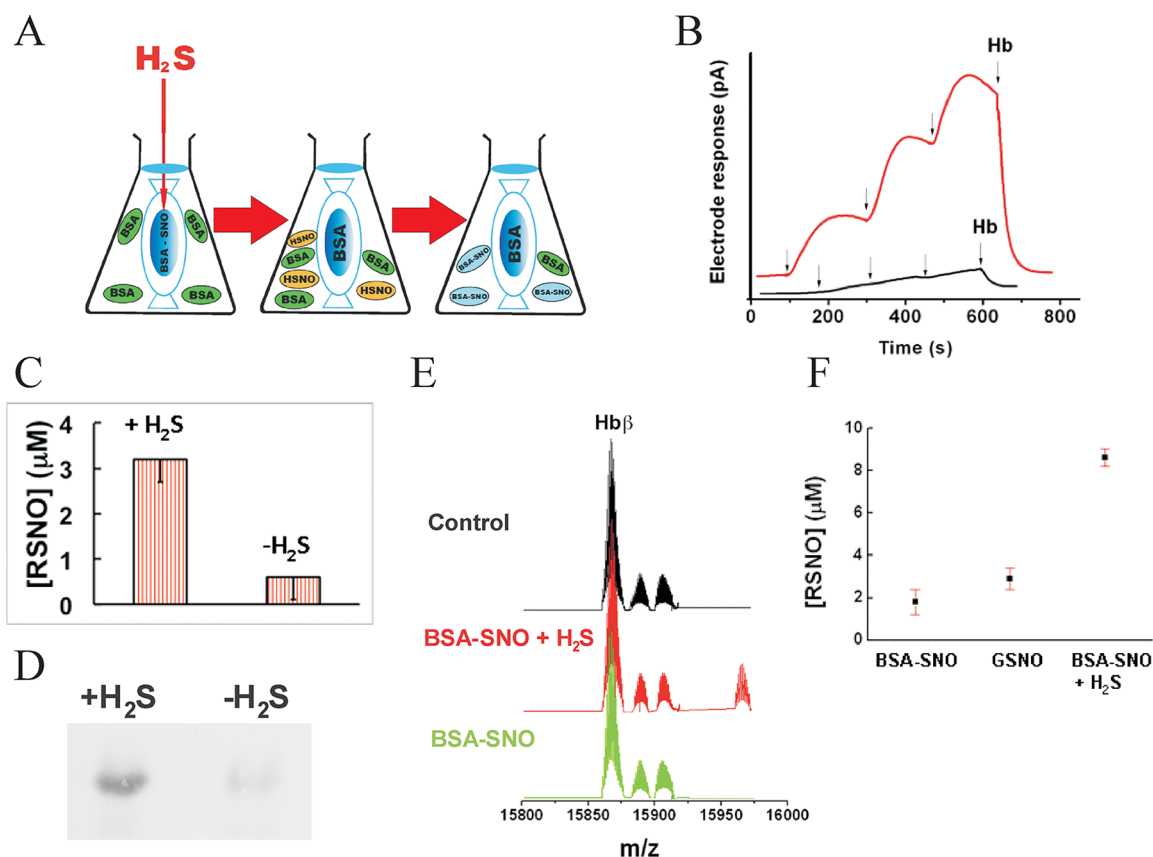 A
H₂S
BSA
BSA - SNO
BSA
BSA
BSA
HSNO
BSA
HSNO
BSA
BSA
BSA
HSNO
BSA-SNO
BSA-SNO
BSA
BSA
BSA-SNO
B
Electrode response (pA)
Hb
Hb
0 200 400 600 800
Time (s)
C
[RSNO] (μM)
4
3
2
1
0
+ H₂S
-H₂S
D
+H₂S -H₂S
E
Hbβ
Control
BSA-SNO + H₂S
BSA-SNO
15800 15850 15900 15950 16000
m/z
F
[RSNO] (μM)
10
8
6
4
2
0
BSA-SNO GSNO BSA-SNO
+ H₂S